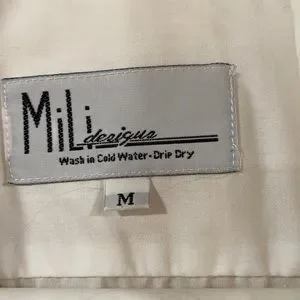 MiLi
designs
Wash in Cold Water-Drip Dry
M